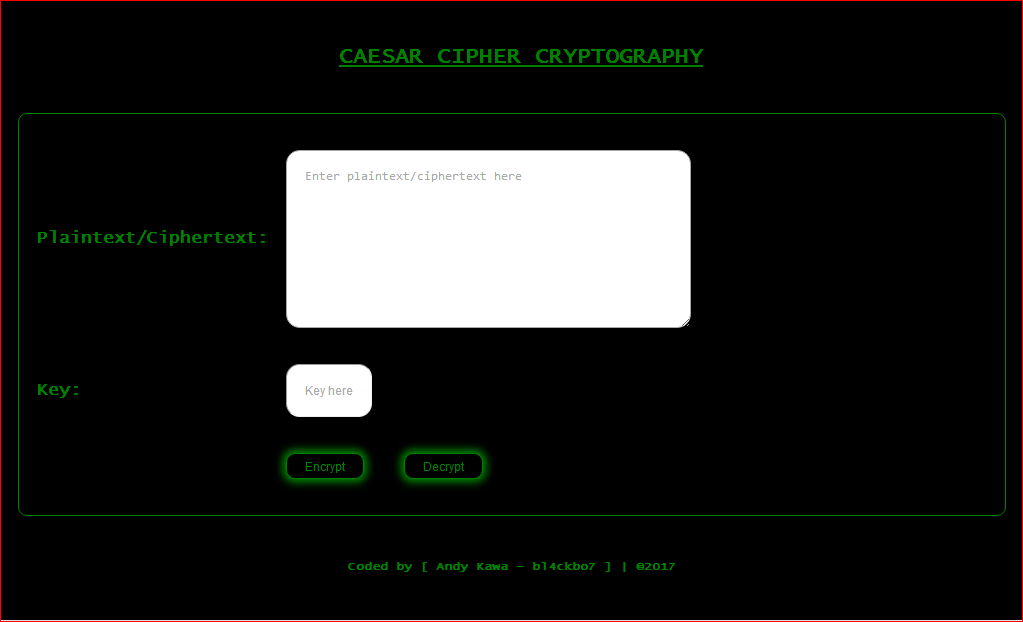 CAESAR CIPHER CRYPTOGRAPHY
Enter plaintext/ciphertext here
Plaintext/Ciphertext:
Key:
Key here
Encrypt
Decrypt
Coded by [ Andy Kawa - bl4ckbo7 ] | ©2017